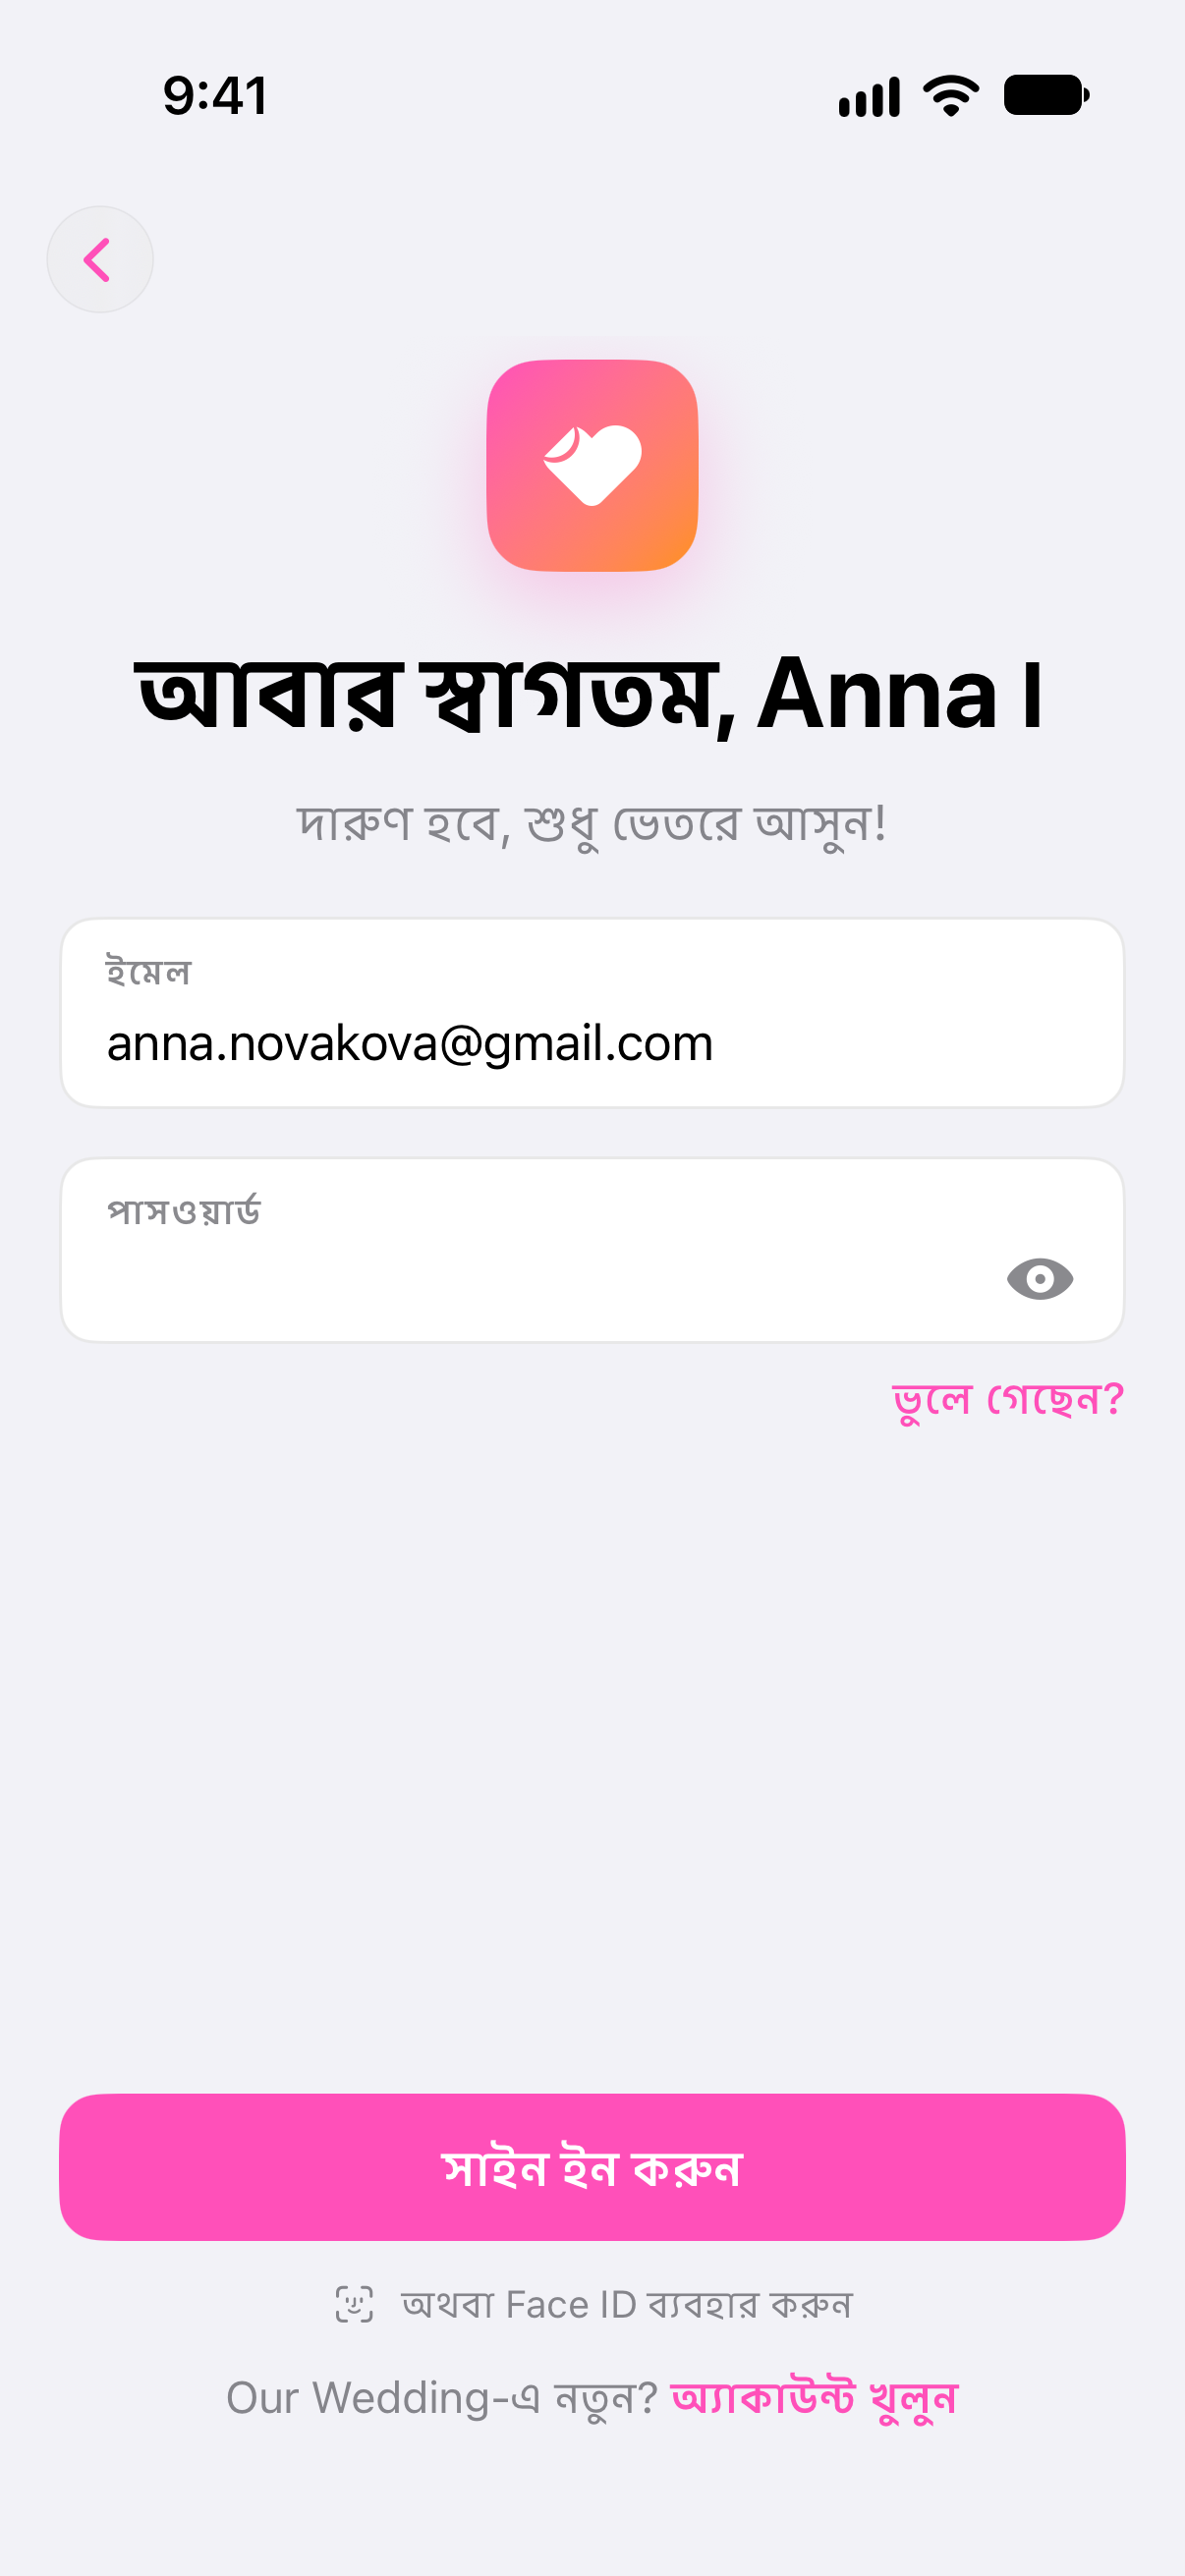 9:41
আবার স্বাগতম, Anna।
দারুণ হবে, শুধু ভেতরে আসুন!
ইমেল
anna.novakova@gmail.com
পাসওয়ার্ড
ভুলে গেছেন?
সাইন ইন করুন
অথবা Face ID ব্যবহার করুন
Our Wedding-এ নতুন? অ্যাকাউন্ট খুলুন